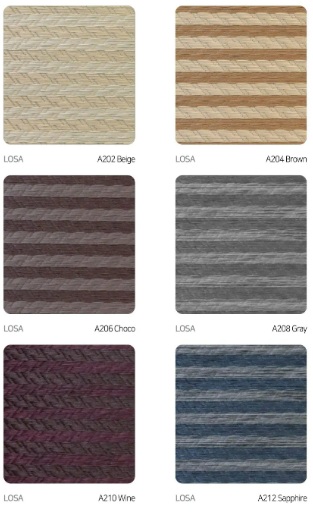 LOSA A202 Beige
LOSA A204 Brown
LOSA A206 Choco
LOSA A208 Gray
LOSA A210 Wine
LOSA A212 Sapphire